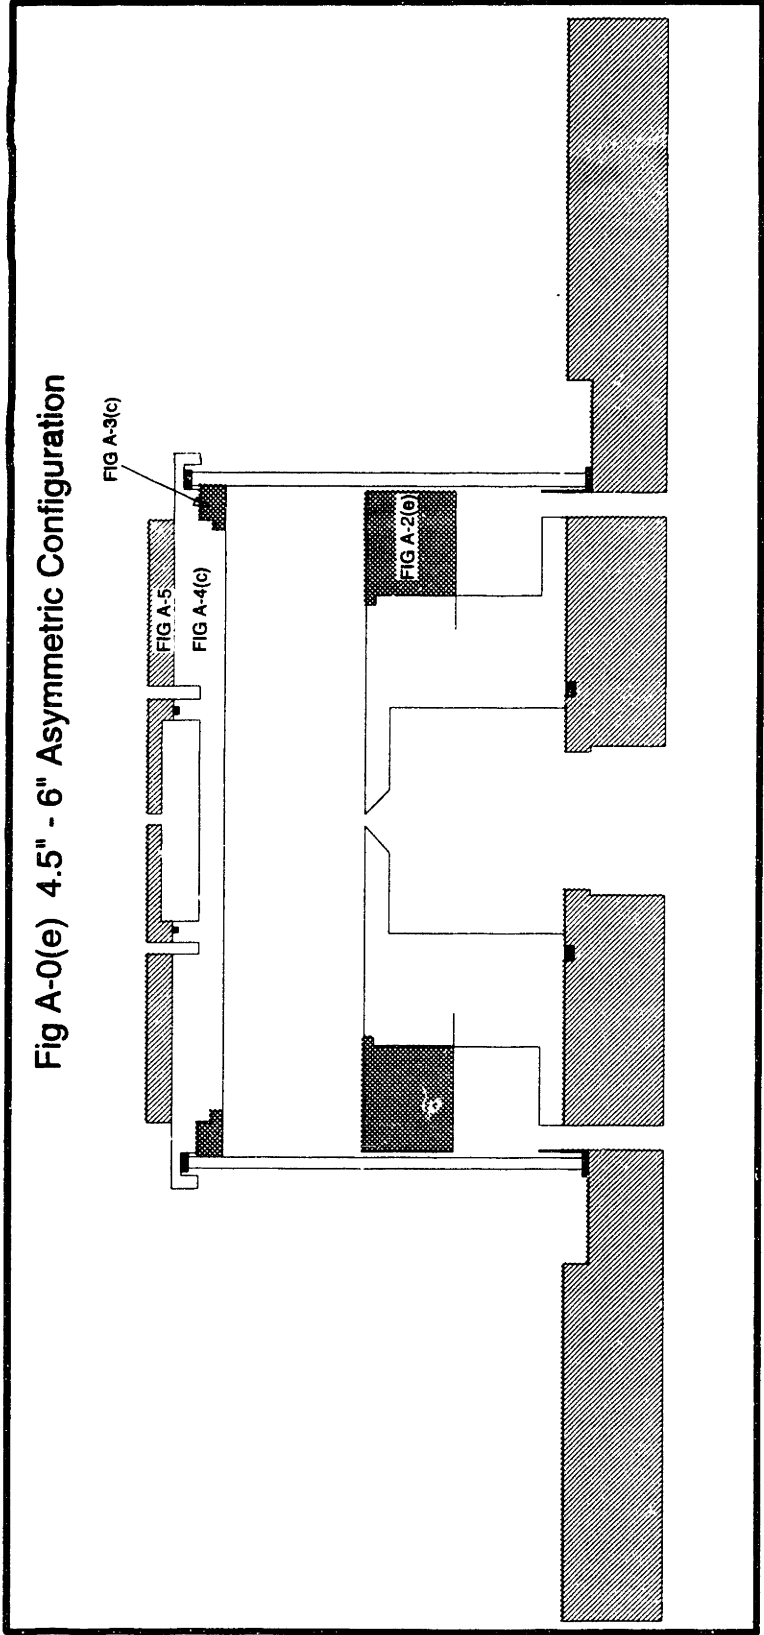 Fig A-0(e) 4.5" - 6" Asymmetric Configuration
FIG A-3(c)
FIG A-5
FIG A-4(c)
FIG A-2(e)